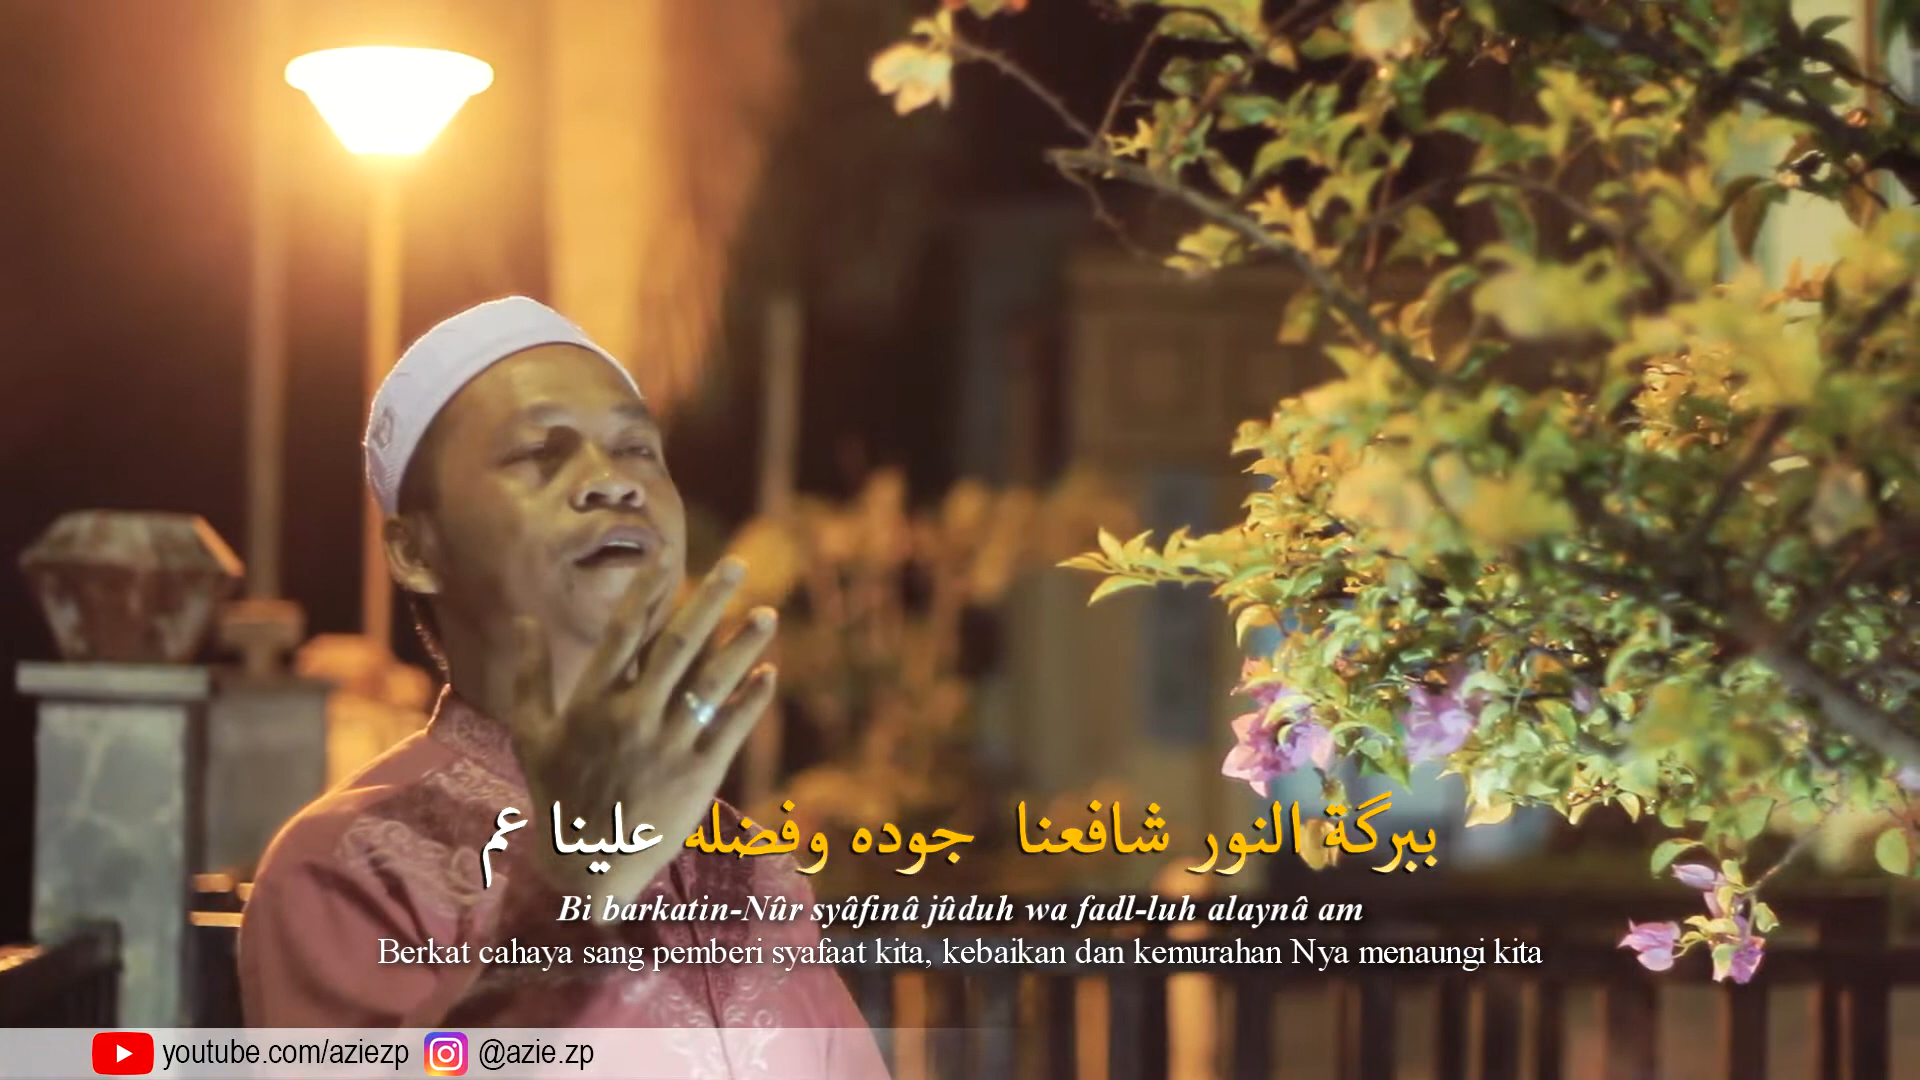 ببركة النور شافعنا جوده وفضله علينا عم
Bi barkatin-Nûr syâfinâ jûduh wa fadl-luh alaynâ am
Berkat cahaya sang pemberi syafaat kita, kebaikan dan kemurahan Nya menaungi kita
youtube.com/aziezp @azie.zp